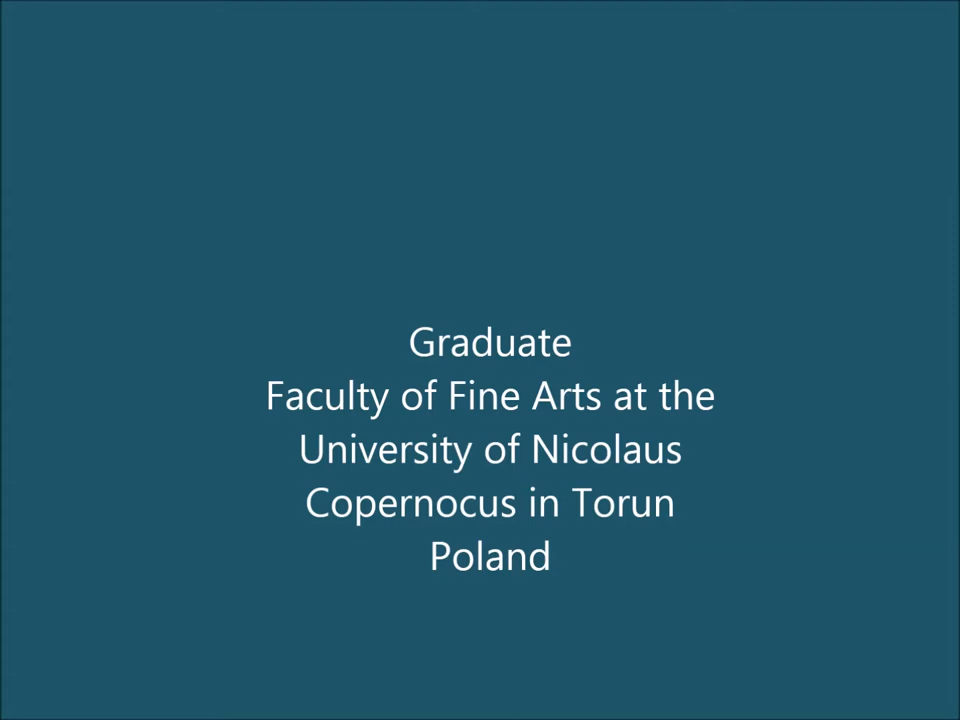 Graduate
Faculty of Fine Arts at the
University of Nicolaus
Copernocus in Torun
Poland